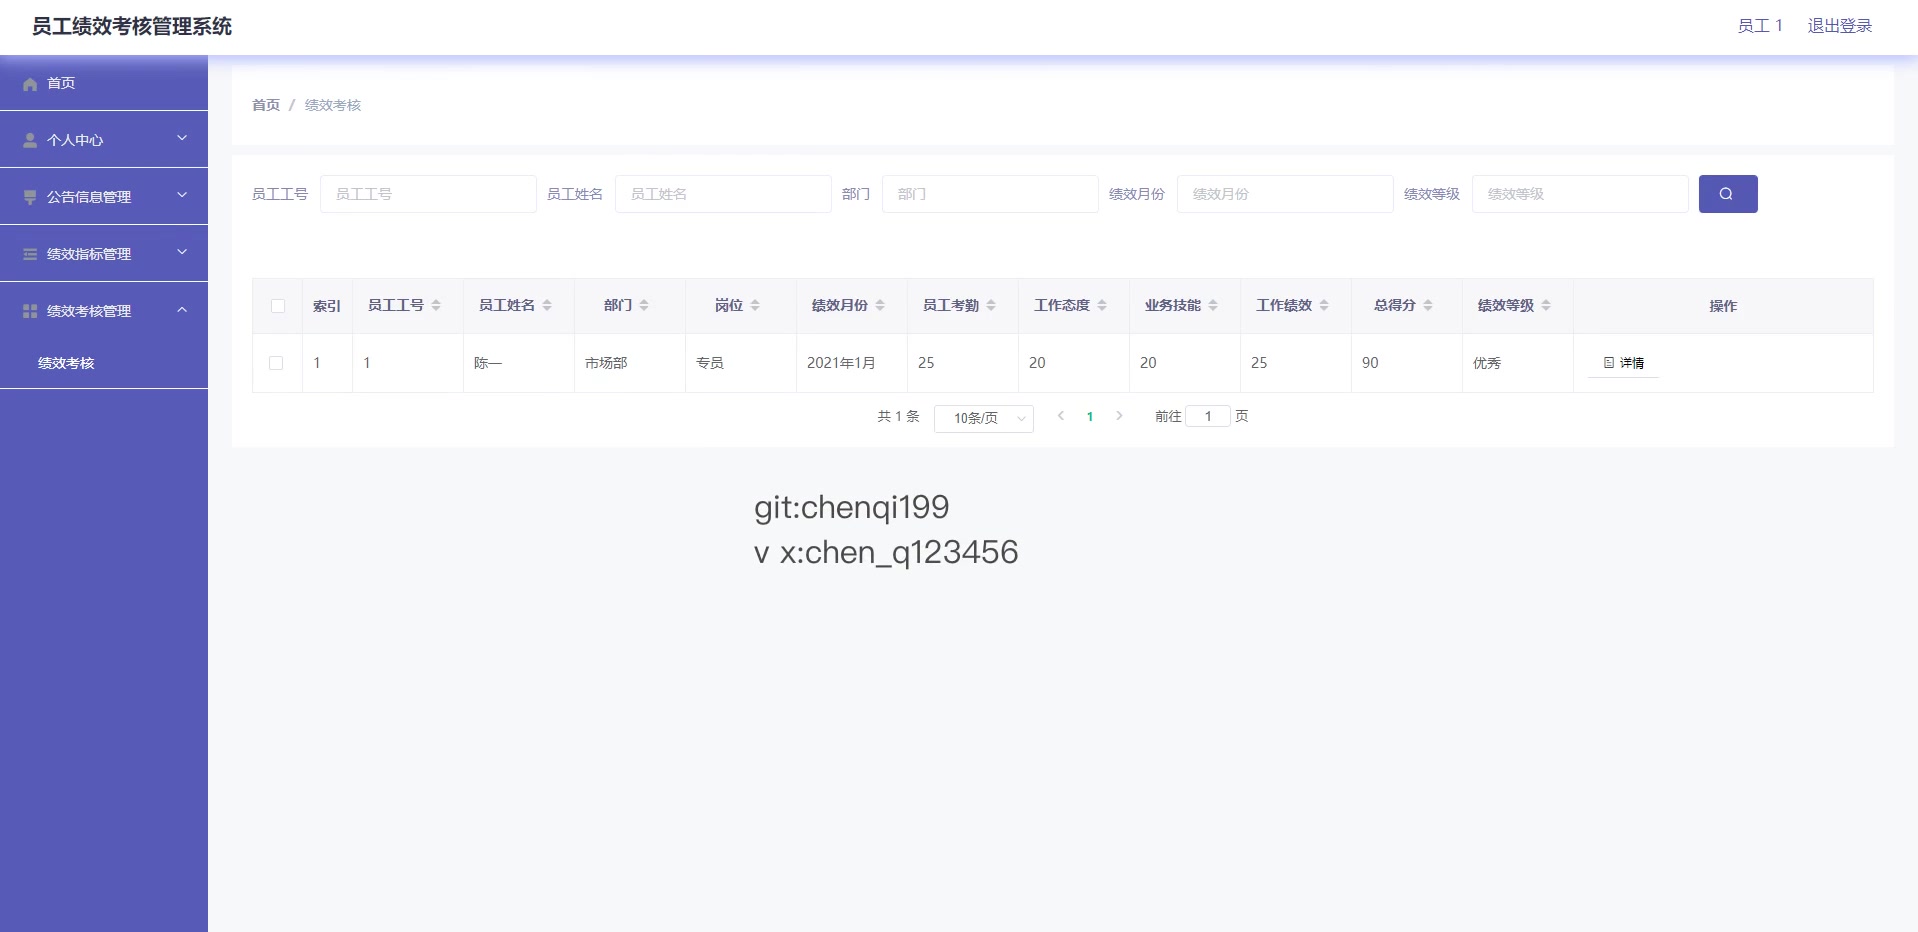 员工绩效考核管理系统
员工 1 退出登录
首页
个人中心
公告信息管理
绩效指标管理
绩效考核管理
绩效考核
首页 / 绩效考核
员工工号 员工工号 员工姓名 员工姓名 部门 部门 绩效月份 绩效月份 绩效等级 绩效等级
索引 员工工号 员工姓名 部门 岗位 绩效月份 员工考勤 工作态度 业务技能 工作绩效 总得分 绩效等级 操作
1 1 陈一 市场部 专员 2021年1月 25 20 20 25 90 优秀 详情
共 1 条 10条/页 1 前往 1 页
git:chenqi199
v x:chen_q123456